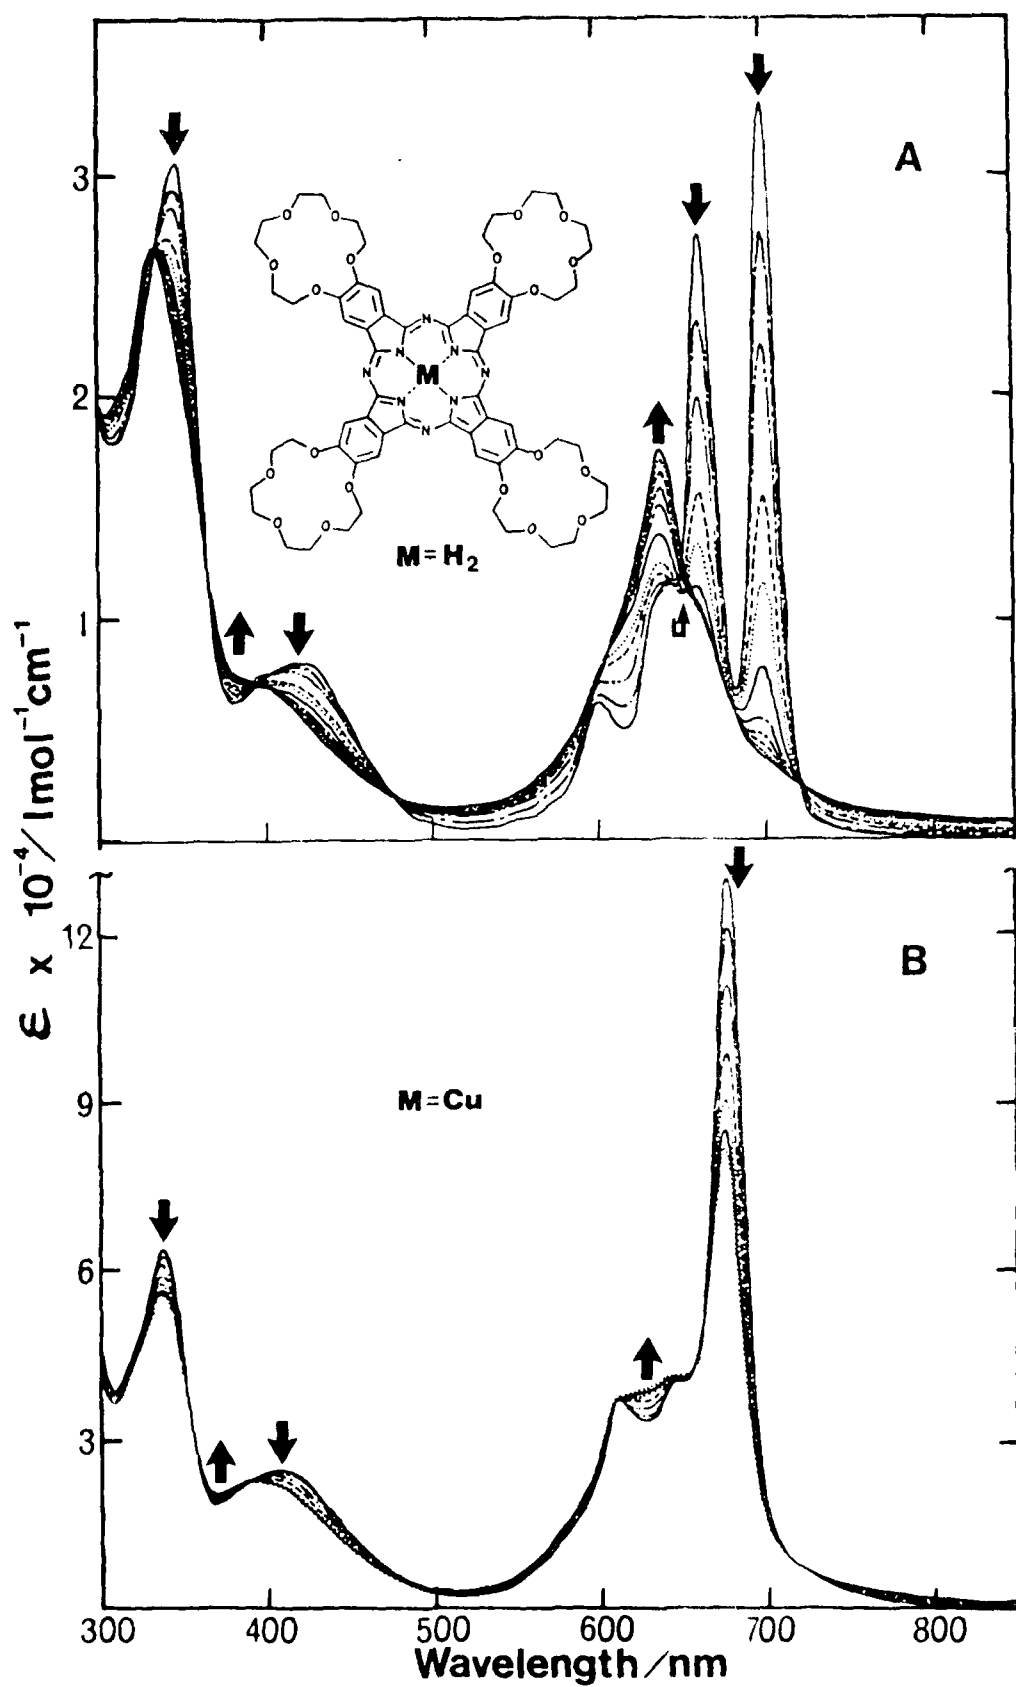 A
3
2
1
M=H2
u
ε x 10⁻⁴/lmol⁻¹cm⁻¹
B
12
9
6
3
M=Cu
M
N N N N
N N N N
O O O O O
O O O O O
O O O O O
O O O O O
300 400 500 600 700 800
Wavelength/nm